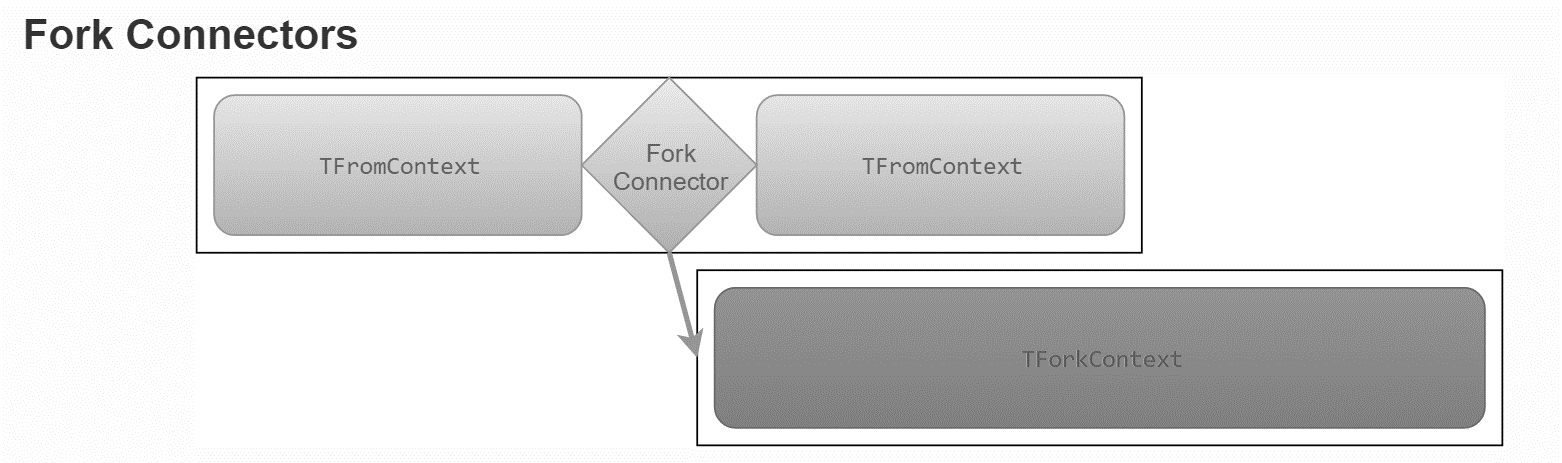 Fork Connectors
TFromContext
Fork
Connector
TFromContext
TForkContext